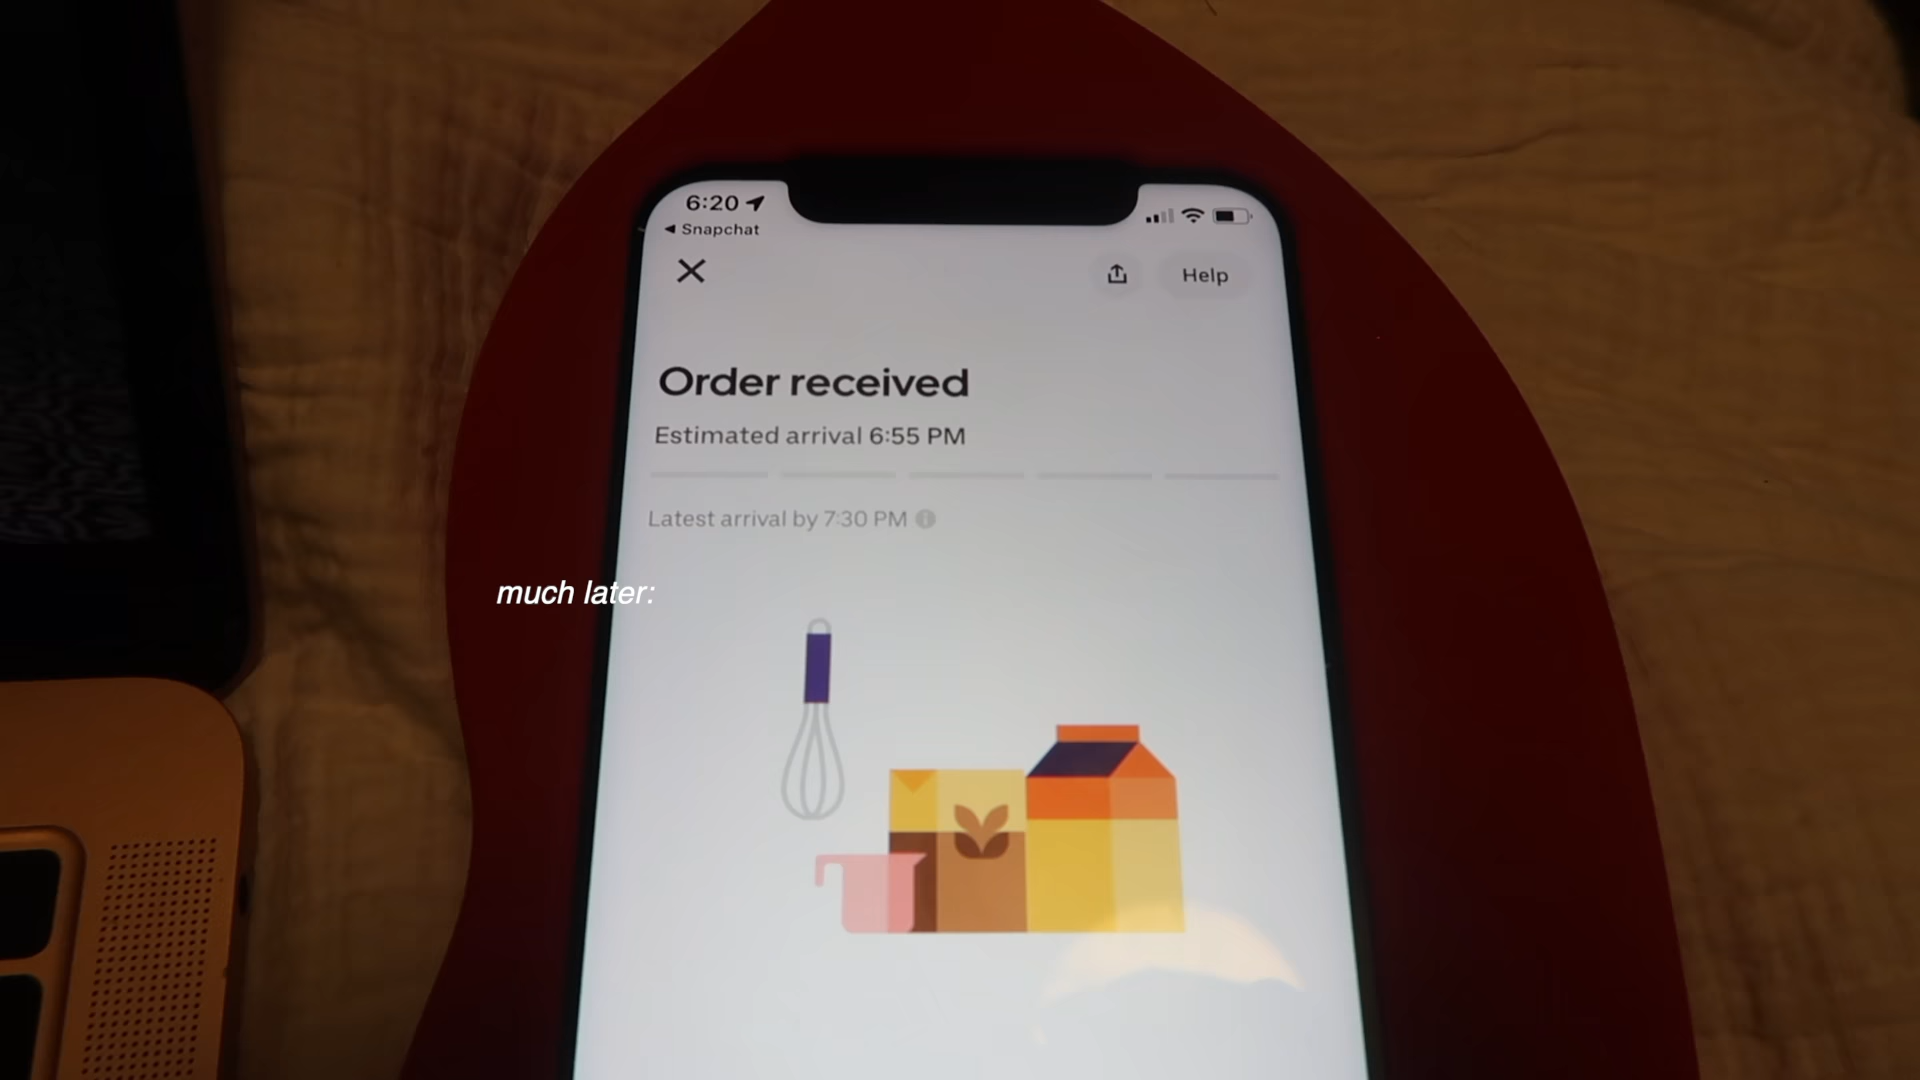 6:20
◀ Snapchat
Help
Order received
Estimated arrival 6:55 PM
Latest arrival by 7:30 PM
much later: